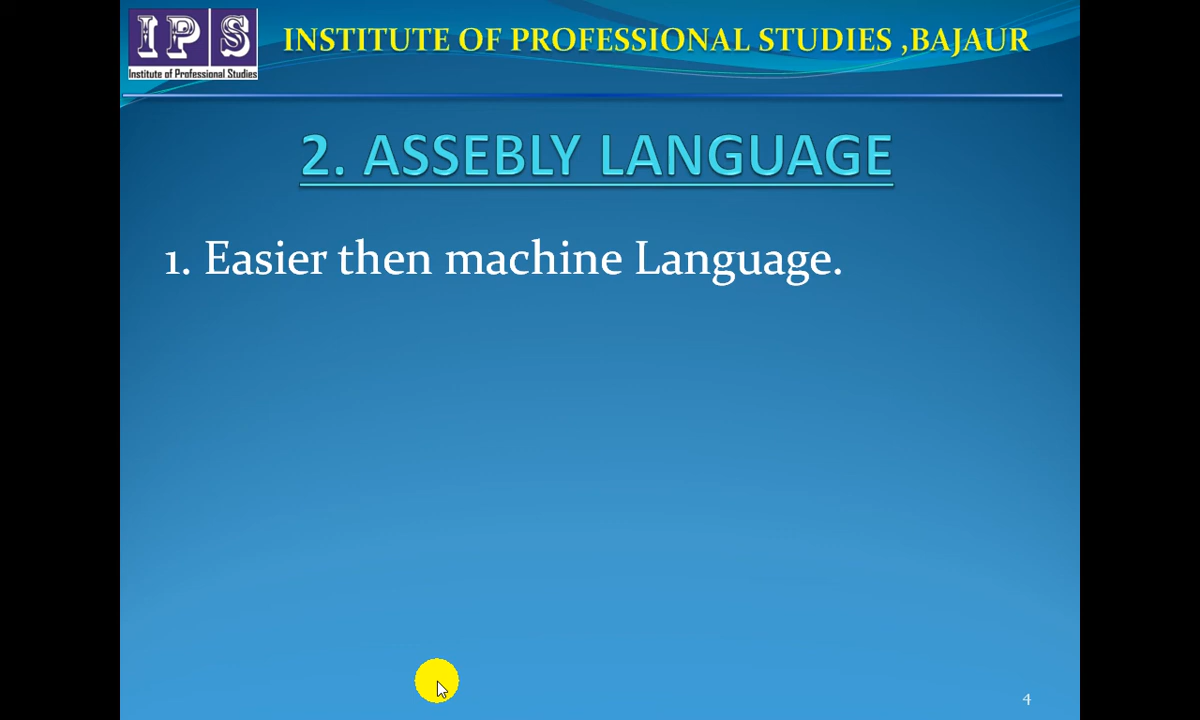 IPS
Institute of Professional Studies
INSTITUTE OF PROFESSIONAL STUDIES ,BAJAUR
2. ASSEBLY LANGUAGE
1. Easier then machine Language.
4